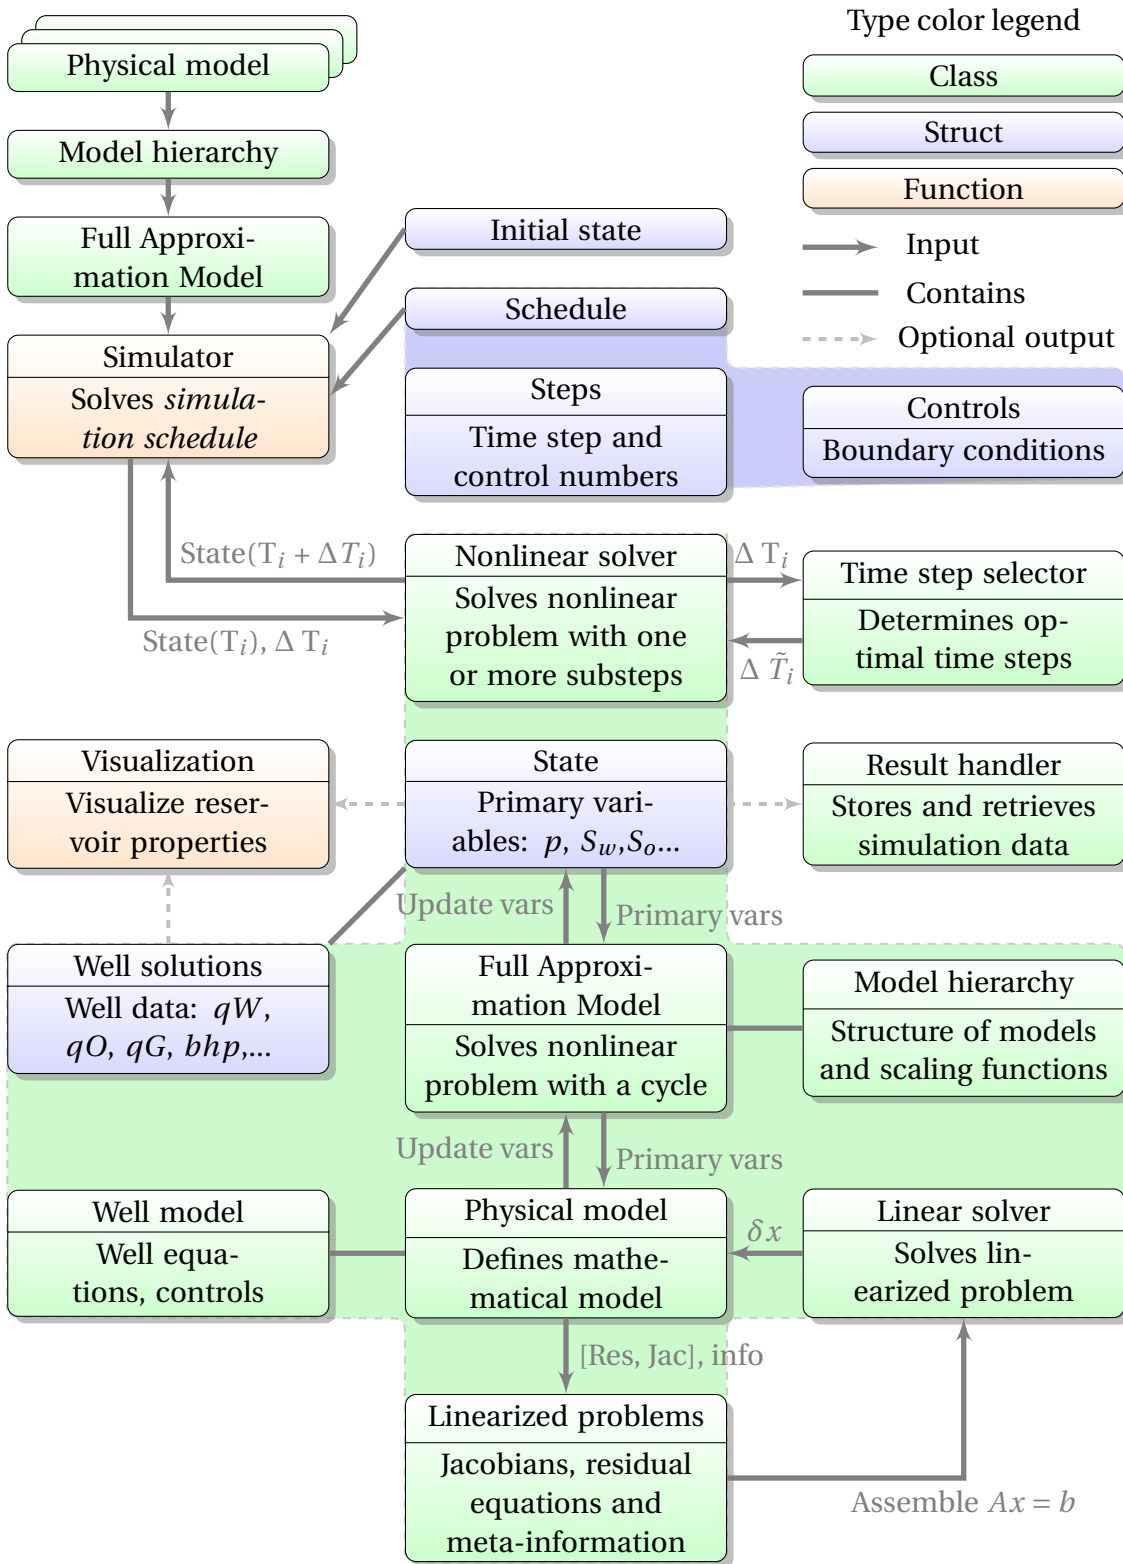 Type color legend
Class
Struct
Function
Input
Contains
Optional output
Physical model
Model hierarchy
Full Approxi-
mation Model
Initial state
Schedule
Simulator
Solves simula-
tion schedule
Steps
Time step and
control numbers
Controls
Boundary conditions
State(T_i + ΔT_i)
State(T_i), Δ T_i
Nonlinear solver
Solves nonlinear
problem with one
or more substeps
Δ T_i
Δ T̃_i
Time step selector
Determines op-
timal time steps
Visualization
Visualize reser-
voir properties
State
Primary vari-
ables: p, S_w,S_o...
Result handler
Stores and retrieves
simulation data
Update vars
Primary vars
Well solutions
Well data: qW,
qO, qG, bhp,...
Full Approxi-
mation Model
Solves nonlinear
problem with a cycle
Model hierarchy
Structure of models
and scaling functions
Update vars
Primary vars
Well model
Well equa-
tions, controls
Physical model
Defines mathe-
matical model
δx
Linear solver
Solves lin-
earized problem
[Res, Jac], info
Linearized problems
Jacobians, residual
equations and
meta-information
Assemble Ax = b